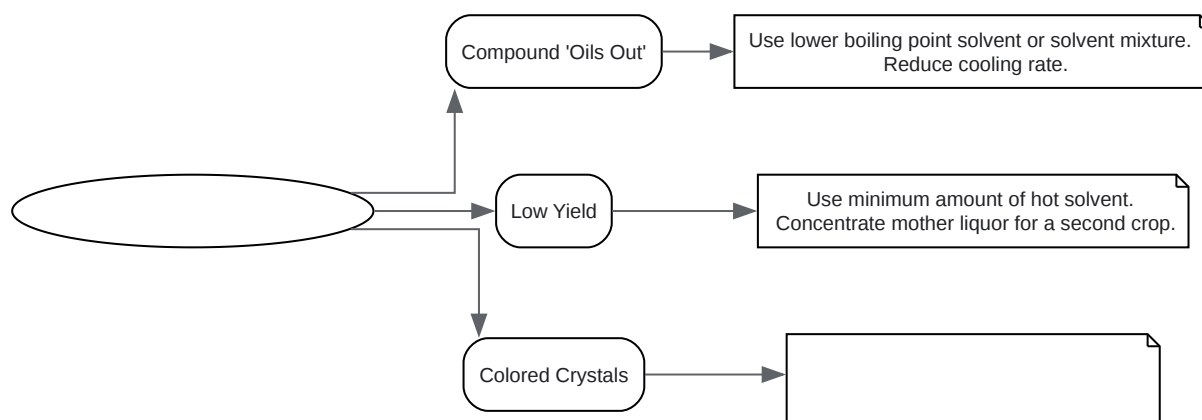 Compound 'Oils Out'
Use lower boiling point solvent or solvent mixture.
Reduce cooling rate.
Low Yield
Use minimum amount of hot solvent.
Concentrate mother liquor for a second crop.
Colored Crystals